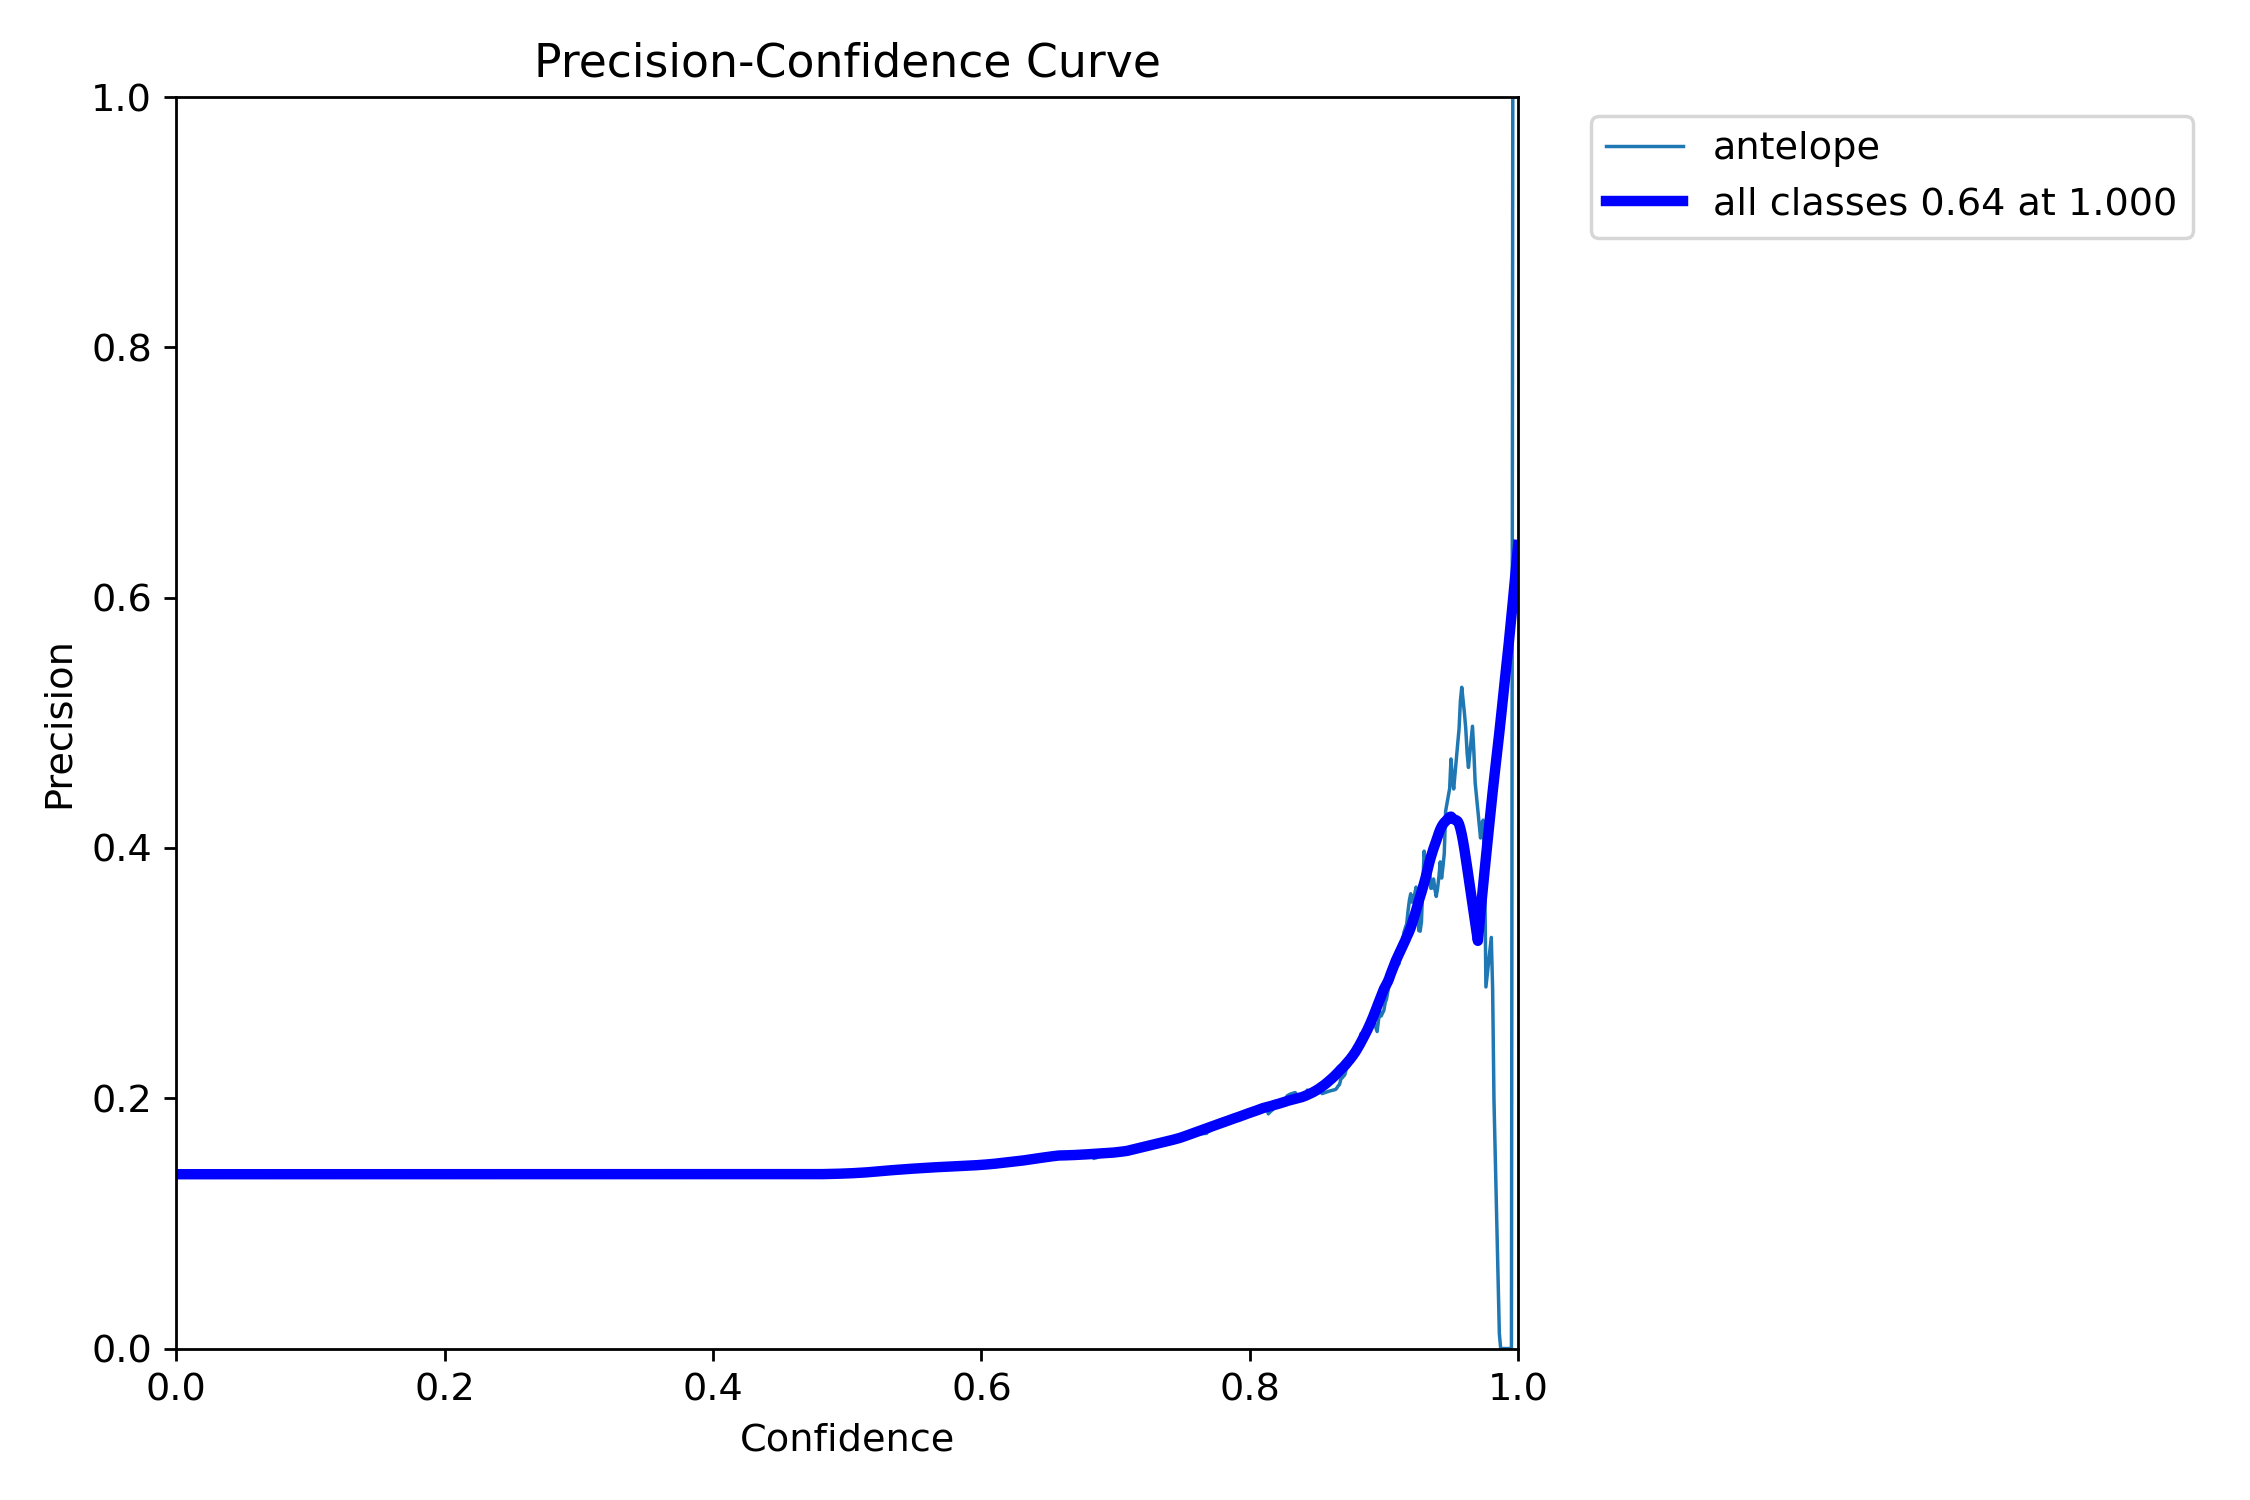 Precision-Confidence Curve
antelope
all classes 0.64 at 1.000
1.0
0.8
0.6
0.4
0.2
0.0
Precision
0.0 0.2 0.4 0.6 0.8 1.0
Confidence